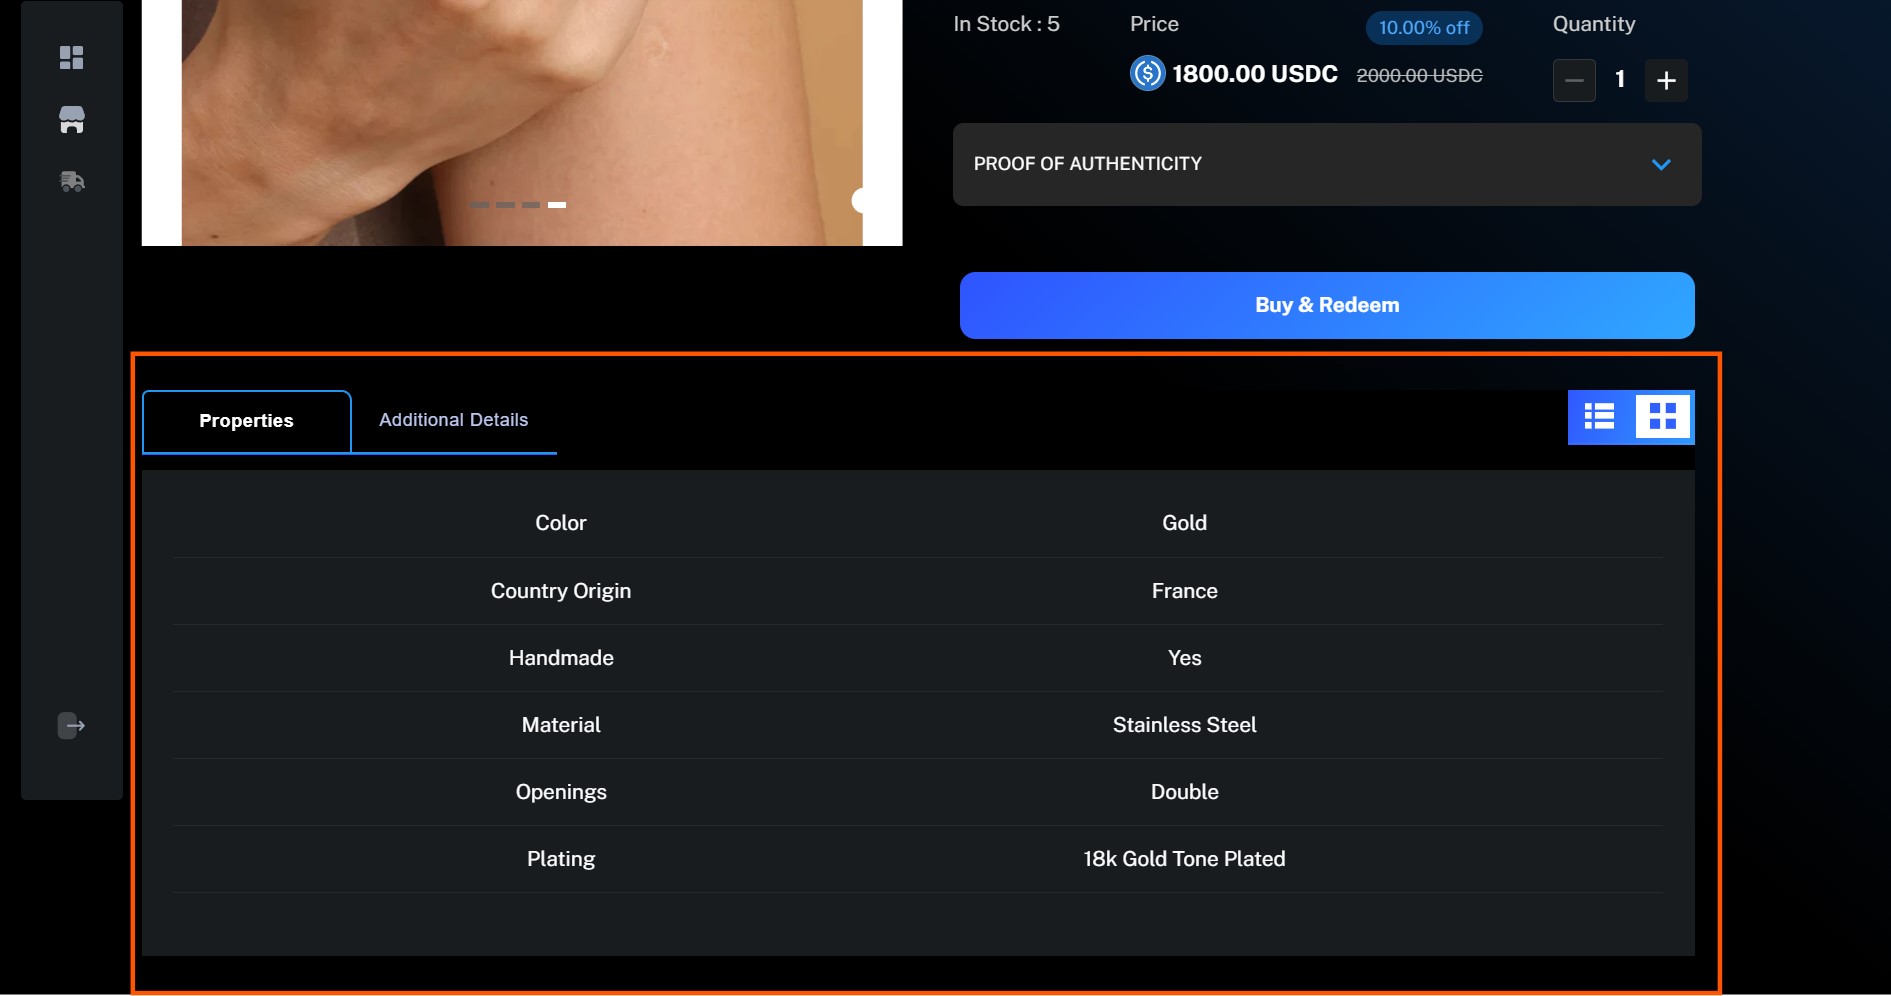 In Stock : 5
Price
10.00% off
Quantity
1800.00 USDC
2000.00 USDC
1
PROOF OF AUTHENTICITY
Buy & Redeem
Properties
Additional Details
Color
Gold
Country Origin
France
Handmade
Yes
Material
Stainless Steel
Openings
Double
Plating
18k Gold Tone Plated